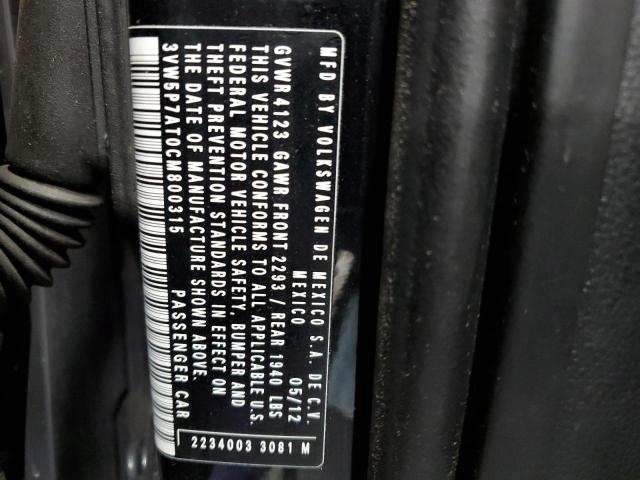 MFD BY VOLKSWAGEN DE MEXICO S.A. DE C.V.
MEXICO 05/12
GVWR 4123 GAWR FRONT 2293 / REAR 1940 LBS
THIS VEHICLE CONFORMS TO ALL APPLICABLE U.S.
FEDERAL MOTOR VEHICLE SAFETY, BUMPER AND
THEFT PREVENTION STANDARDS IN EFFECT ON
THE DATE OF MANUFACTURE SHOWN ABOVE.
3VW5P7AT0CM800315 PASSENGER CAR
2234003 3081 M